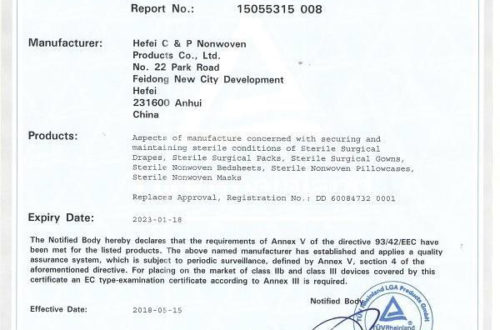 Report No.: 15055315 008
Manufacturer: Hefei C & P Nonwoven
Products Co., Ltd.
No. 22 Park Road
Feidong New City Development
Hefei
231600 Anhui
China
Products: Aspects of manufacture concerned with securing and
maintaining sterile conditions of Sterile Surgical
Drapes, Sterile Surgical Packs, Sterile Surgical Gowns,
Sterile Nonwoven Bedsheets, Sterile Nonwoven Pillowcases,
Sterile Nonwoven Masks
Replaces Approval, Registration No.: DD 60084732 0001
Expiry Date: 2023-01-18
The Notified Body hereby declares that the requirements of Annex V of the directive 93/42/EEC have
been met for the listed products. The above named manufacturer has established and applies a quality
assurance system, which is subject to periodic surveillance, defined by Annex V, section 4 of the
aforementioned directive. For placing on the market of class IIb and class III devices covered by this
certificate an EC type-examination certificate according to Annex III is required.
Notified Body
Effective Date: 2018-05-15
TÜV Rheinland LGA Products GmbH
TÜVRheinland